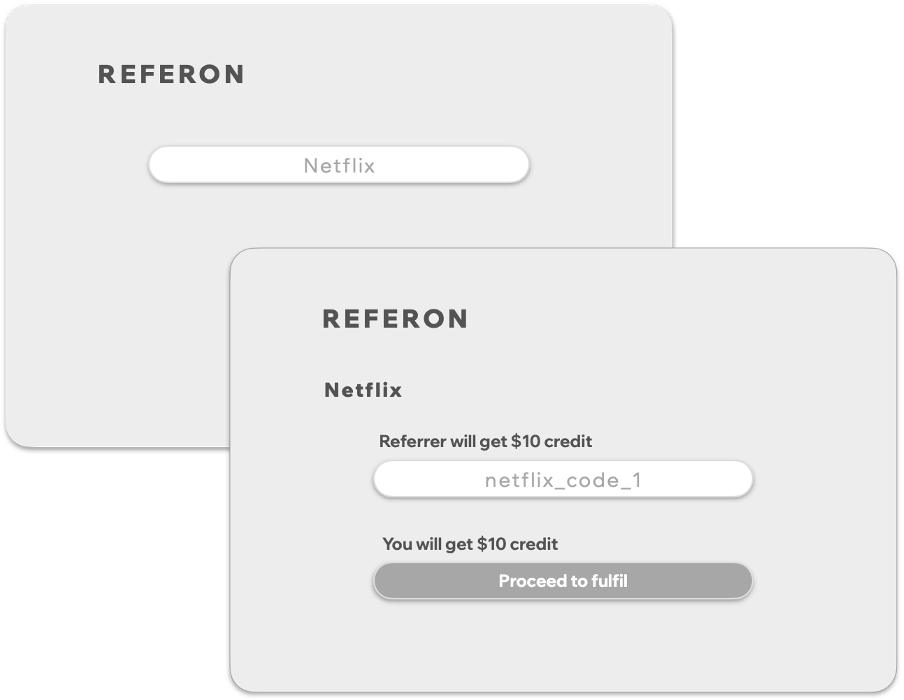 REFERON
Netflix
REFERON
Netflix
Referrer will get $10 credit
netflix_code_1
You will get $10 credit
Proceed to fulfil